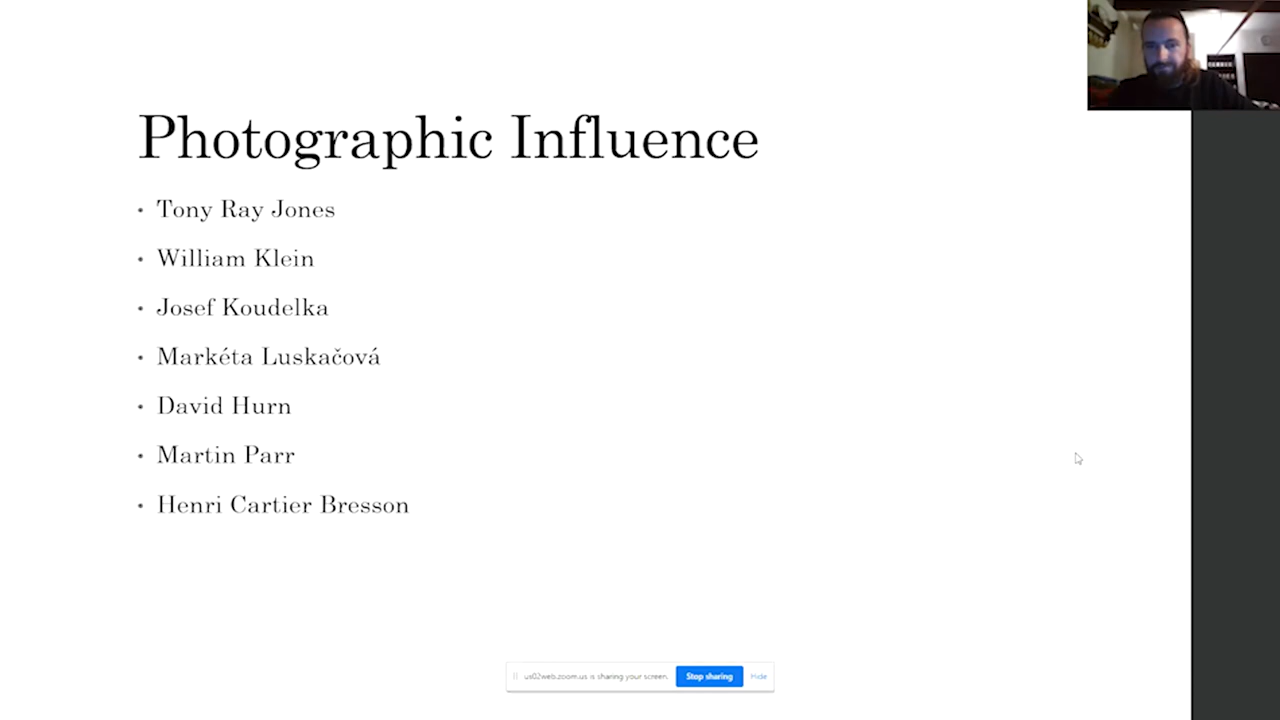 Photographic Influence
• Tony Ray Jones
• William Klein
• Josef Koudelka
• Markéta Luskačová
• David Hurn
• Martin Parr
• Henri Cartier Bresson
us02web.zoom.us is sharing your screen. Stop sharing Hide